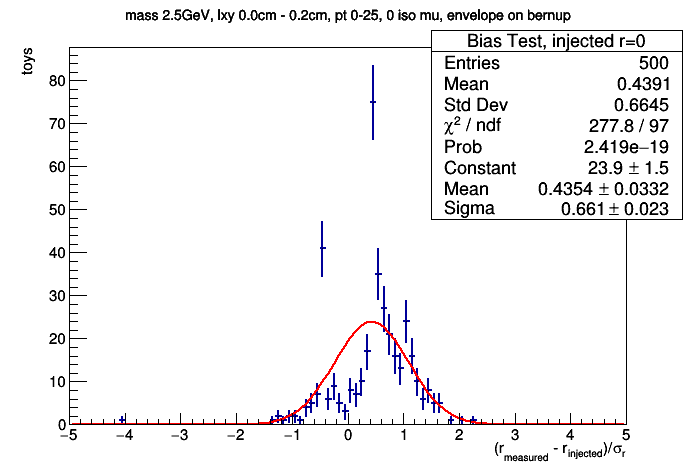 mass 2.5GeV, lxy 0.0cm - 0.2cm, pt 0-25, 0 iso mu, envelope on bernup
Bias Test, injected r=0
Entries 500
Mean 0.4391
Std Dev 0.6645
χ² / ndf 277.8 / 97
Prob 2.419e−19
Constant 23.9 ± 1.5
Mean 0.4354 ± 0.0332
Sigma 0.661 ± 0.023
toys
80
70
60
50
40
30
20
10
0
−5 −4 −3 −2 −1 0 1 2 3 4 5
(r_measured - r_injected)/σ_r